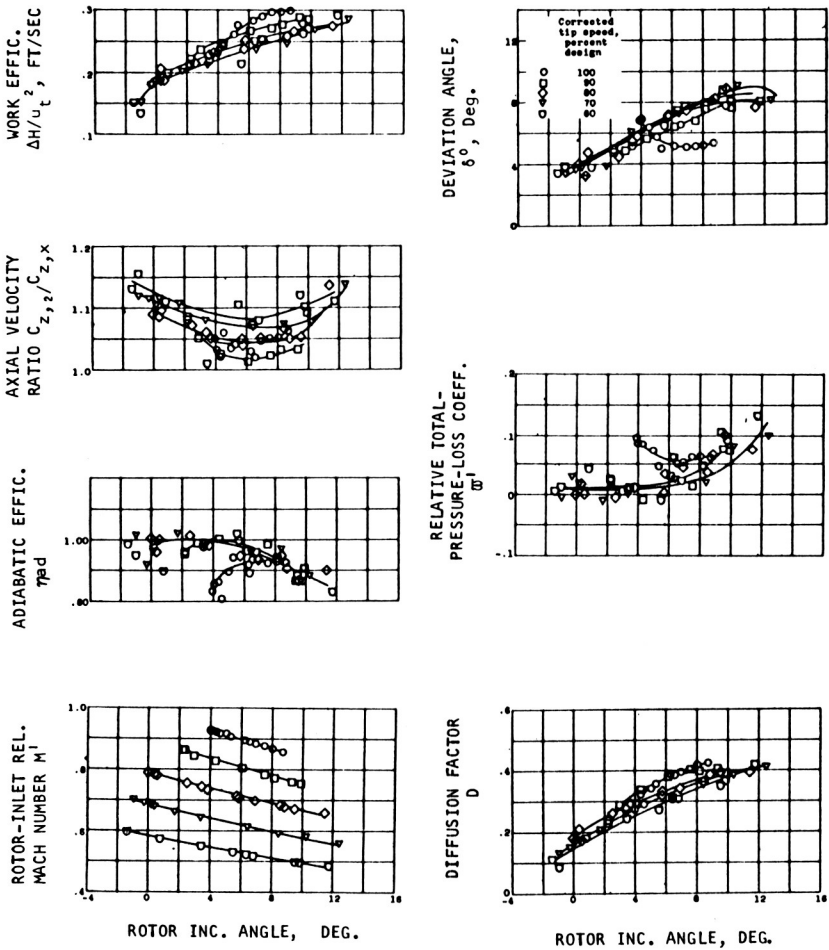 WORK EFFIC.
ΔH/u_t², FT/SEC
.3
.2
.1
DEVIATION ANGLE,
δ°, Deg.
12
8
4
0
Corrected
tip speed,
percent
design
100
90
80
70
60
AXIAL VELOCITY
RATIO C_z,2/C_z,x
1.2
1.1
1.0
RELATIVE TOTAL-
PRESSURE-LOSS COEFF.
ω̅'
.2
.1
0
-.1
ADIABATIC EFFIC.
ηad
1.00
.80
ROTOR-INLET REL.
MACH NUMBER M'
1.0
.8
.6
.4
-4
0
4
8
12
16
ROTOR INC. ANGLE, DEG.
DIFFUSION FACTOR
D
.6
.4
.2
0
-4
0
4
8
12
16
ROTOR INC. ANGLE, DEG.